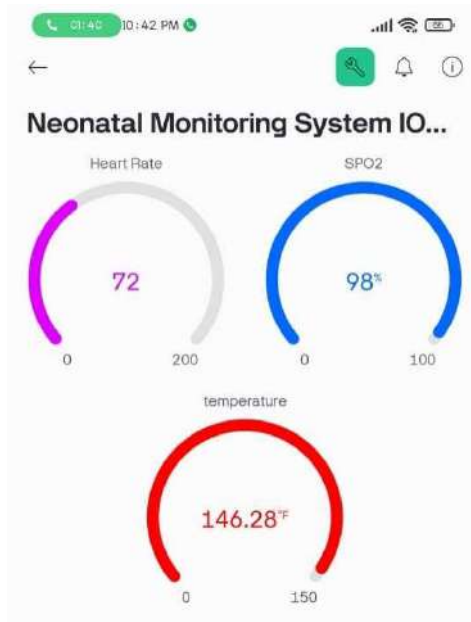 01:40 10:42 PM
Neonatal Monitoring System IO...
Heart Rate
SPO2
72
98%
0
200
0
100
temperature
146.28°F
0
150